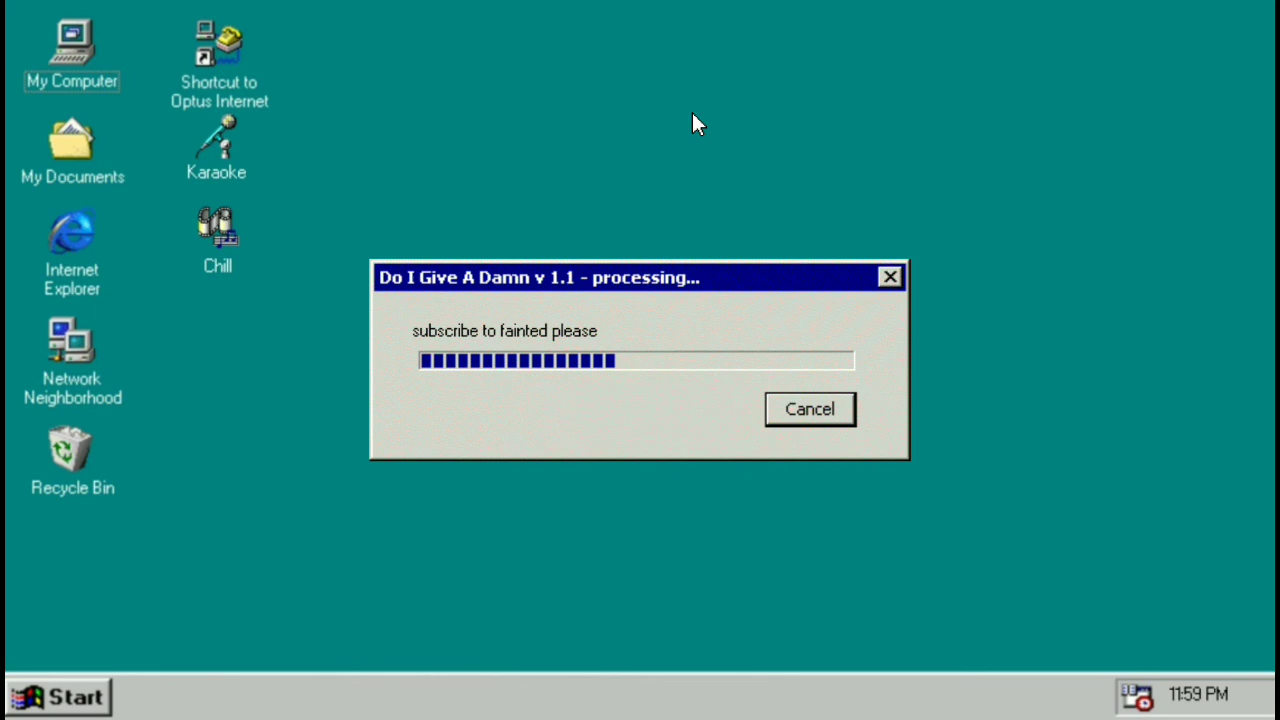 My Computer
Shortcut to
Optus Internet
My Documents
Karaoke
Internet
Explorer
Chill
Do I Give A Damn v 1.1 - processing...
subscribe to fainted please
Cancel
Network
Neighborhood
Recycle Bin
Start
11:59 PM